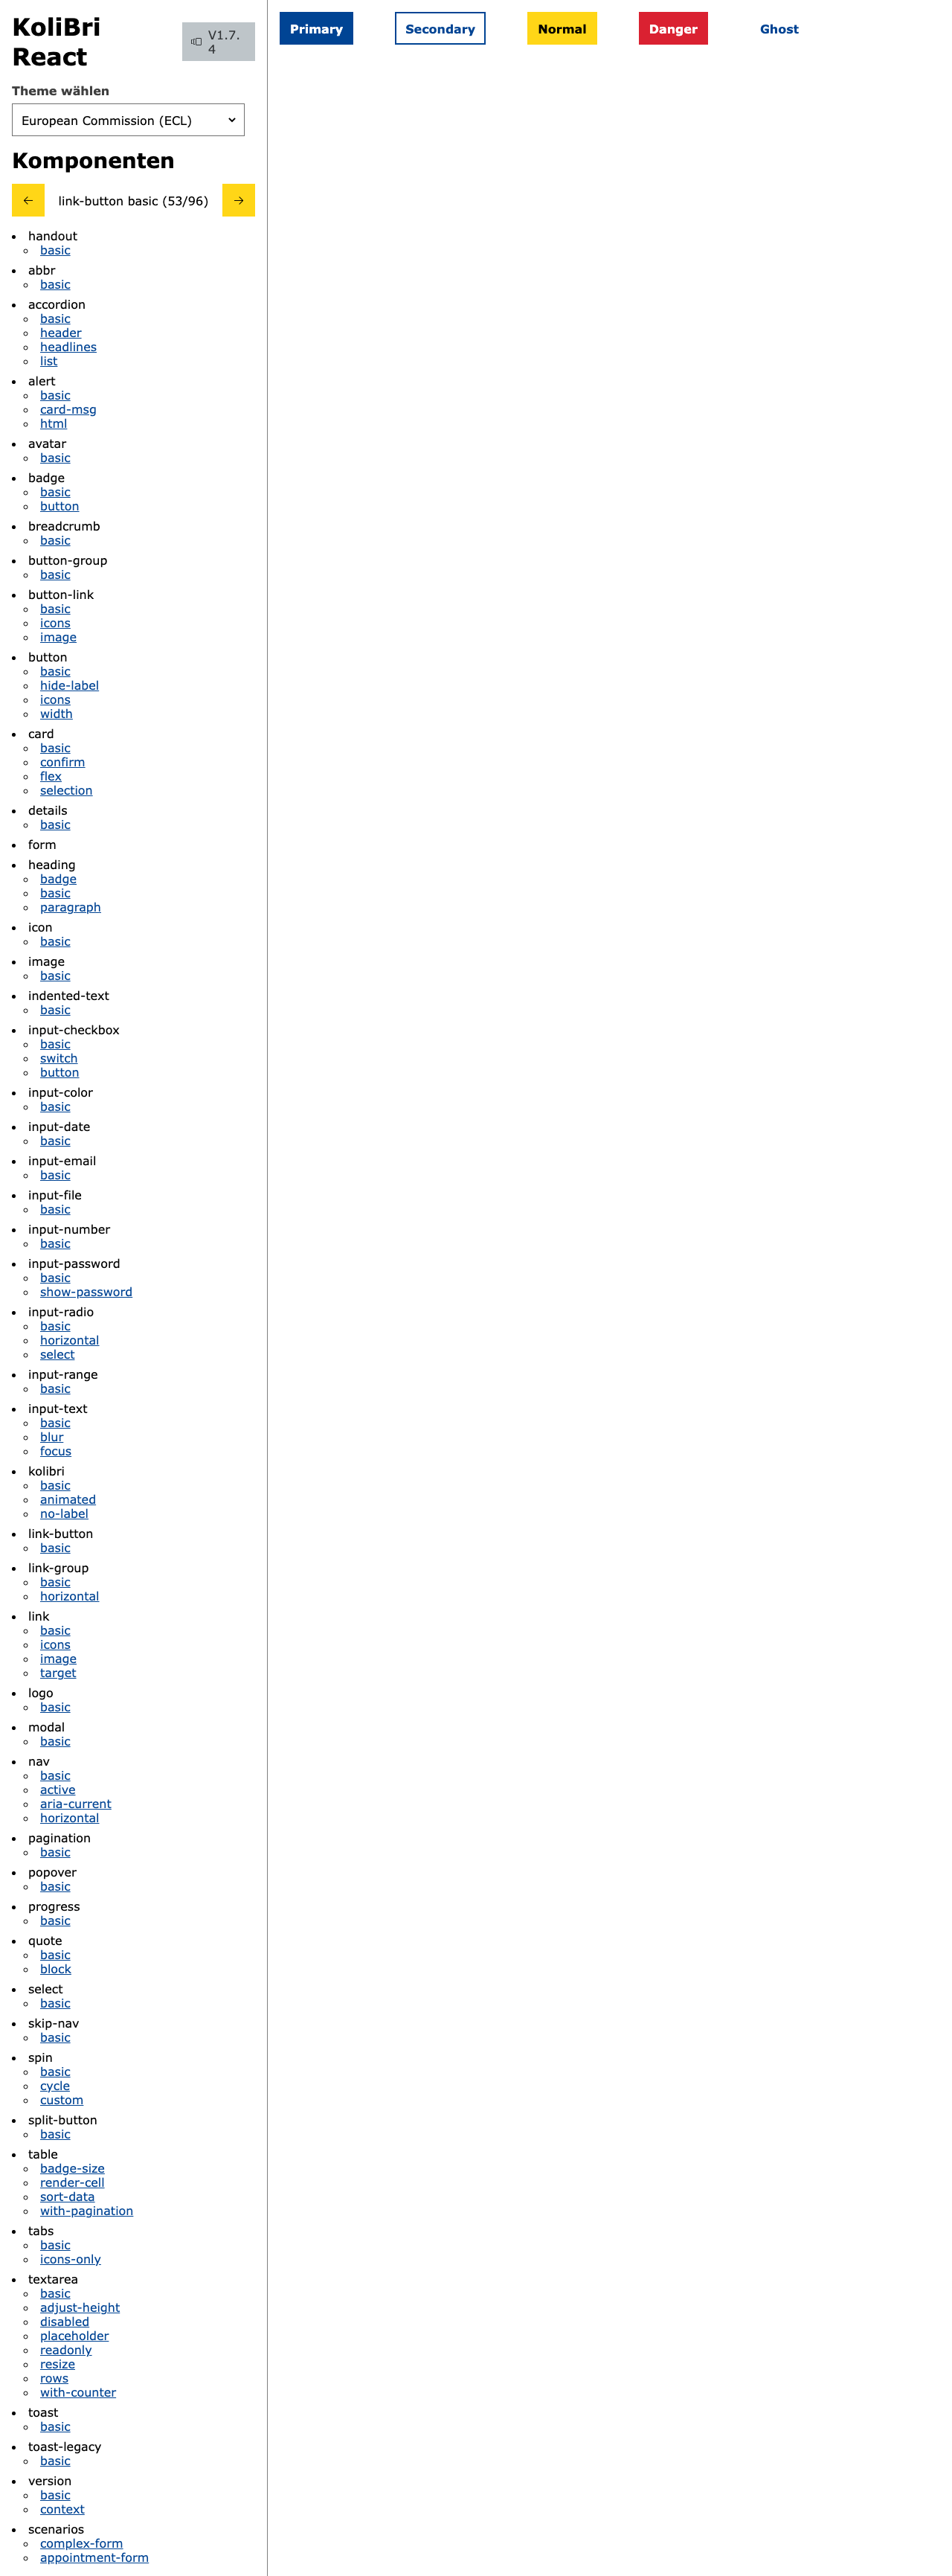 KoliBri
React
V1.7.
4
Theme wählen
European Commission (ECL)
Komponenten
link-button basic (53/96)
handout
basic
abbr
basic
accordion
basic
header
headlines
list
alert
basic
card-msg
html
avatar
basic
badge
basic
button
breadcrumb
basic
button-group
basic
button-link
basic
icons
image
button
basic
hide-label
icons
width
card
basic
confirm
flex
selection
details
basic
form
heading
badge
basic
paragraph
icon
basic
image
basic
indented-text
basic
input-checkbox
basic
switch
button
input-color
basic
input-date
basic
input-email
basic
input-file
basic
input-number
basic
input-password
basic
show-password
input-radio
basic
horizontal
select
input-range
basic
input-text
basic
blur
focus
kolibri
basic
animated
no-label
link-button
basic
link-group
basic
horizontal
link
basic
icons
image
target
logo
basic
modal
basic
nav
basic
active
aria-current
horizontal
pagination
basic
popover
basic
progress
basic
quote
basic
block
select
basic
skip-nav
basic
spin
basic
cycle
custom
split-button
basic
table
badge-size
render-cell
sort-data
with-pagination
tabs
basic
icons-only
textarea
basic
adjust-height
disabled
placeholder
readonly
resize
rows
with-counter
toast
basic
toast-legacy
basic
version
basic
context
scenarios
complex-form
appointment-form
Primary Secondary Normal Danger Ghost